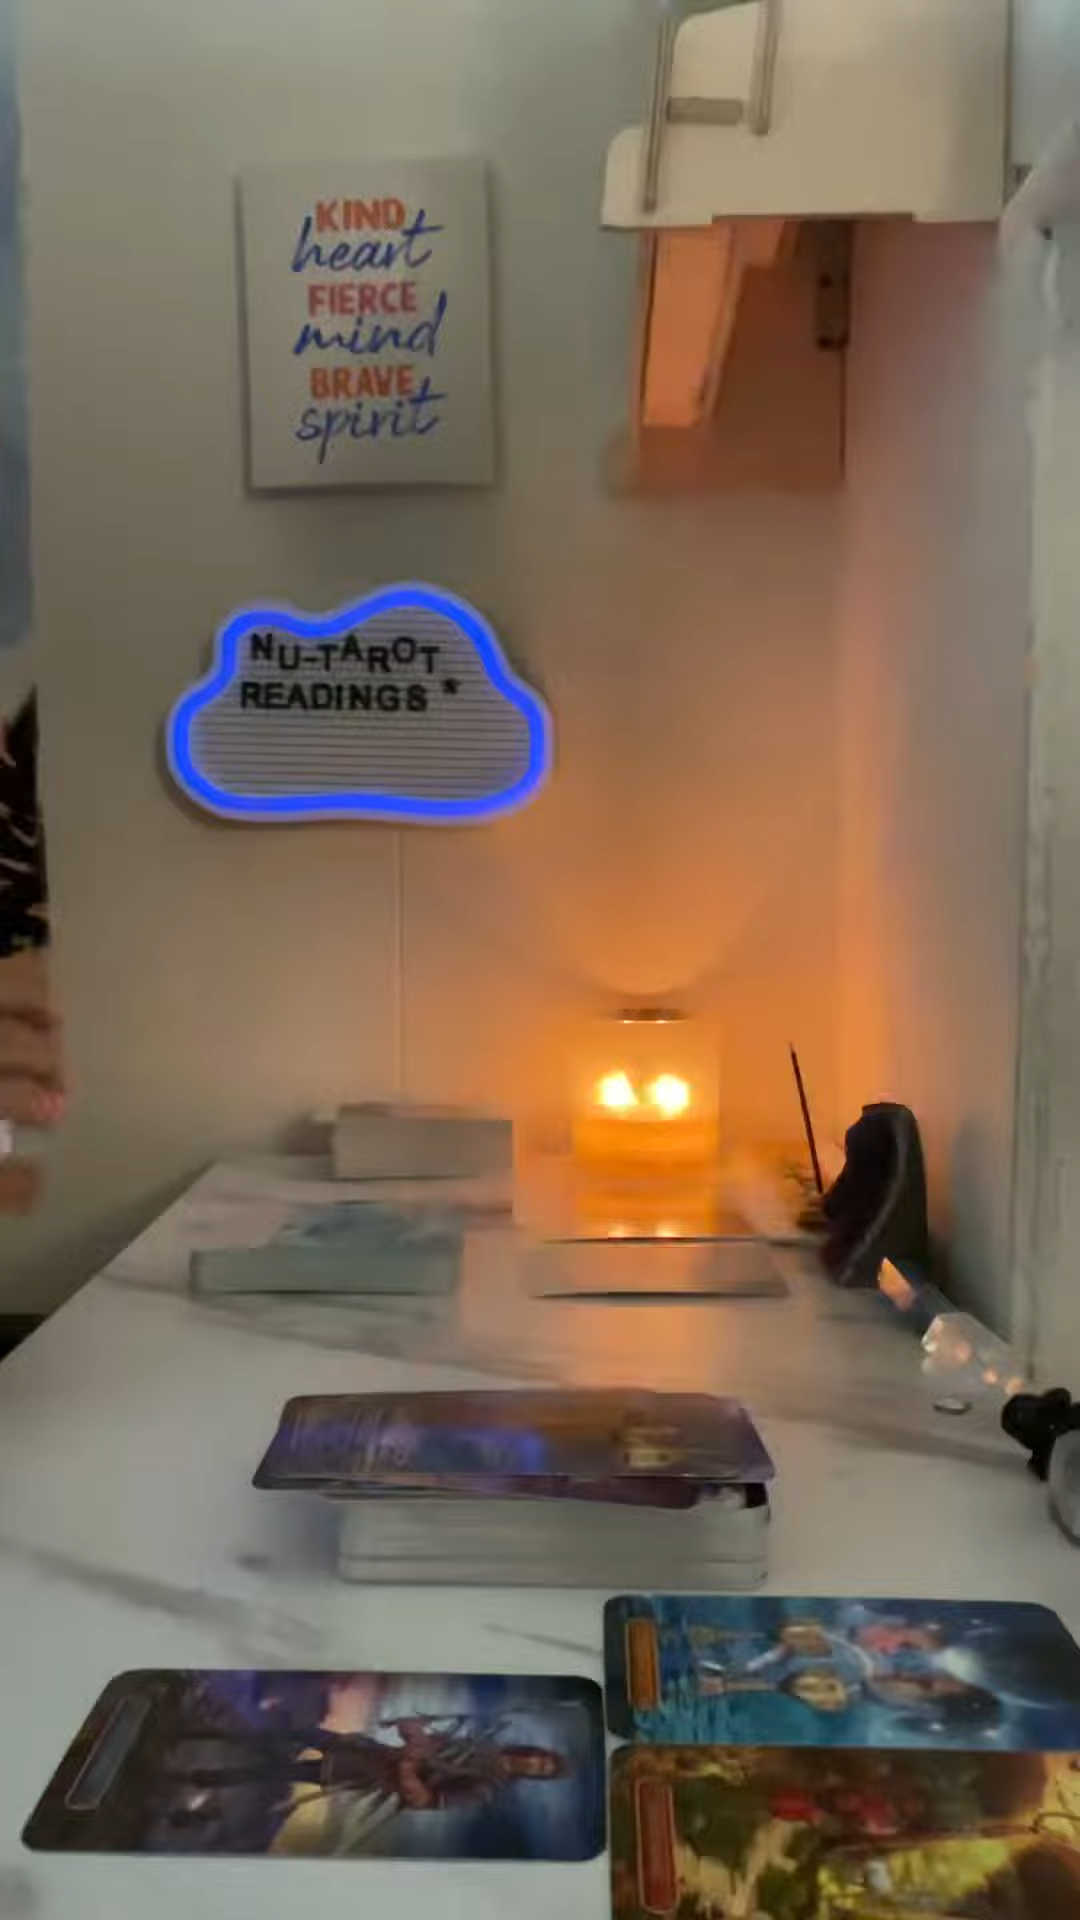 KIND
heart
FIERCE
mind
BRAVE
spirit
NU-TAROT
READINGS*